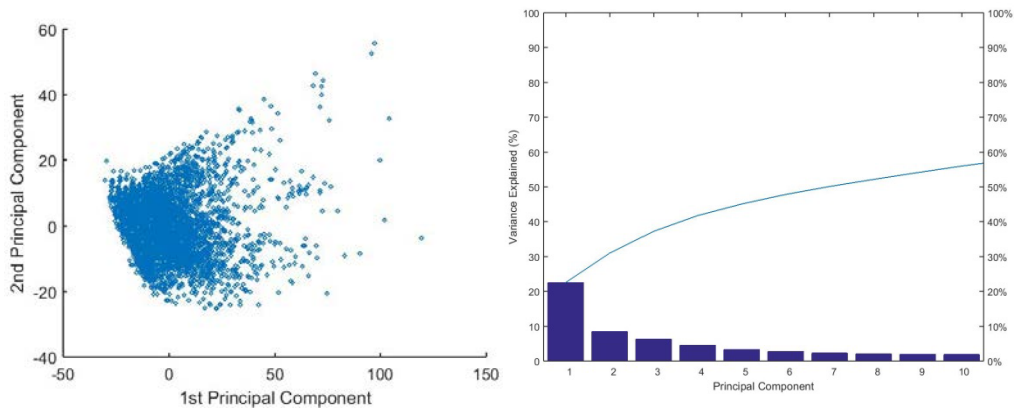 60
40
20
0
-20
-40
-50 0 50 100 150
2nd Principal Component
1st Principal Component
100 100%
90 90%
80 80%
70 70%
60 60%
50 50%
40 40%
30 30%
20 20%
10 10%
0 0%
1 2 3 4 5 6 7 8 9 10
Variance Explained (%)
Principal Component